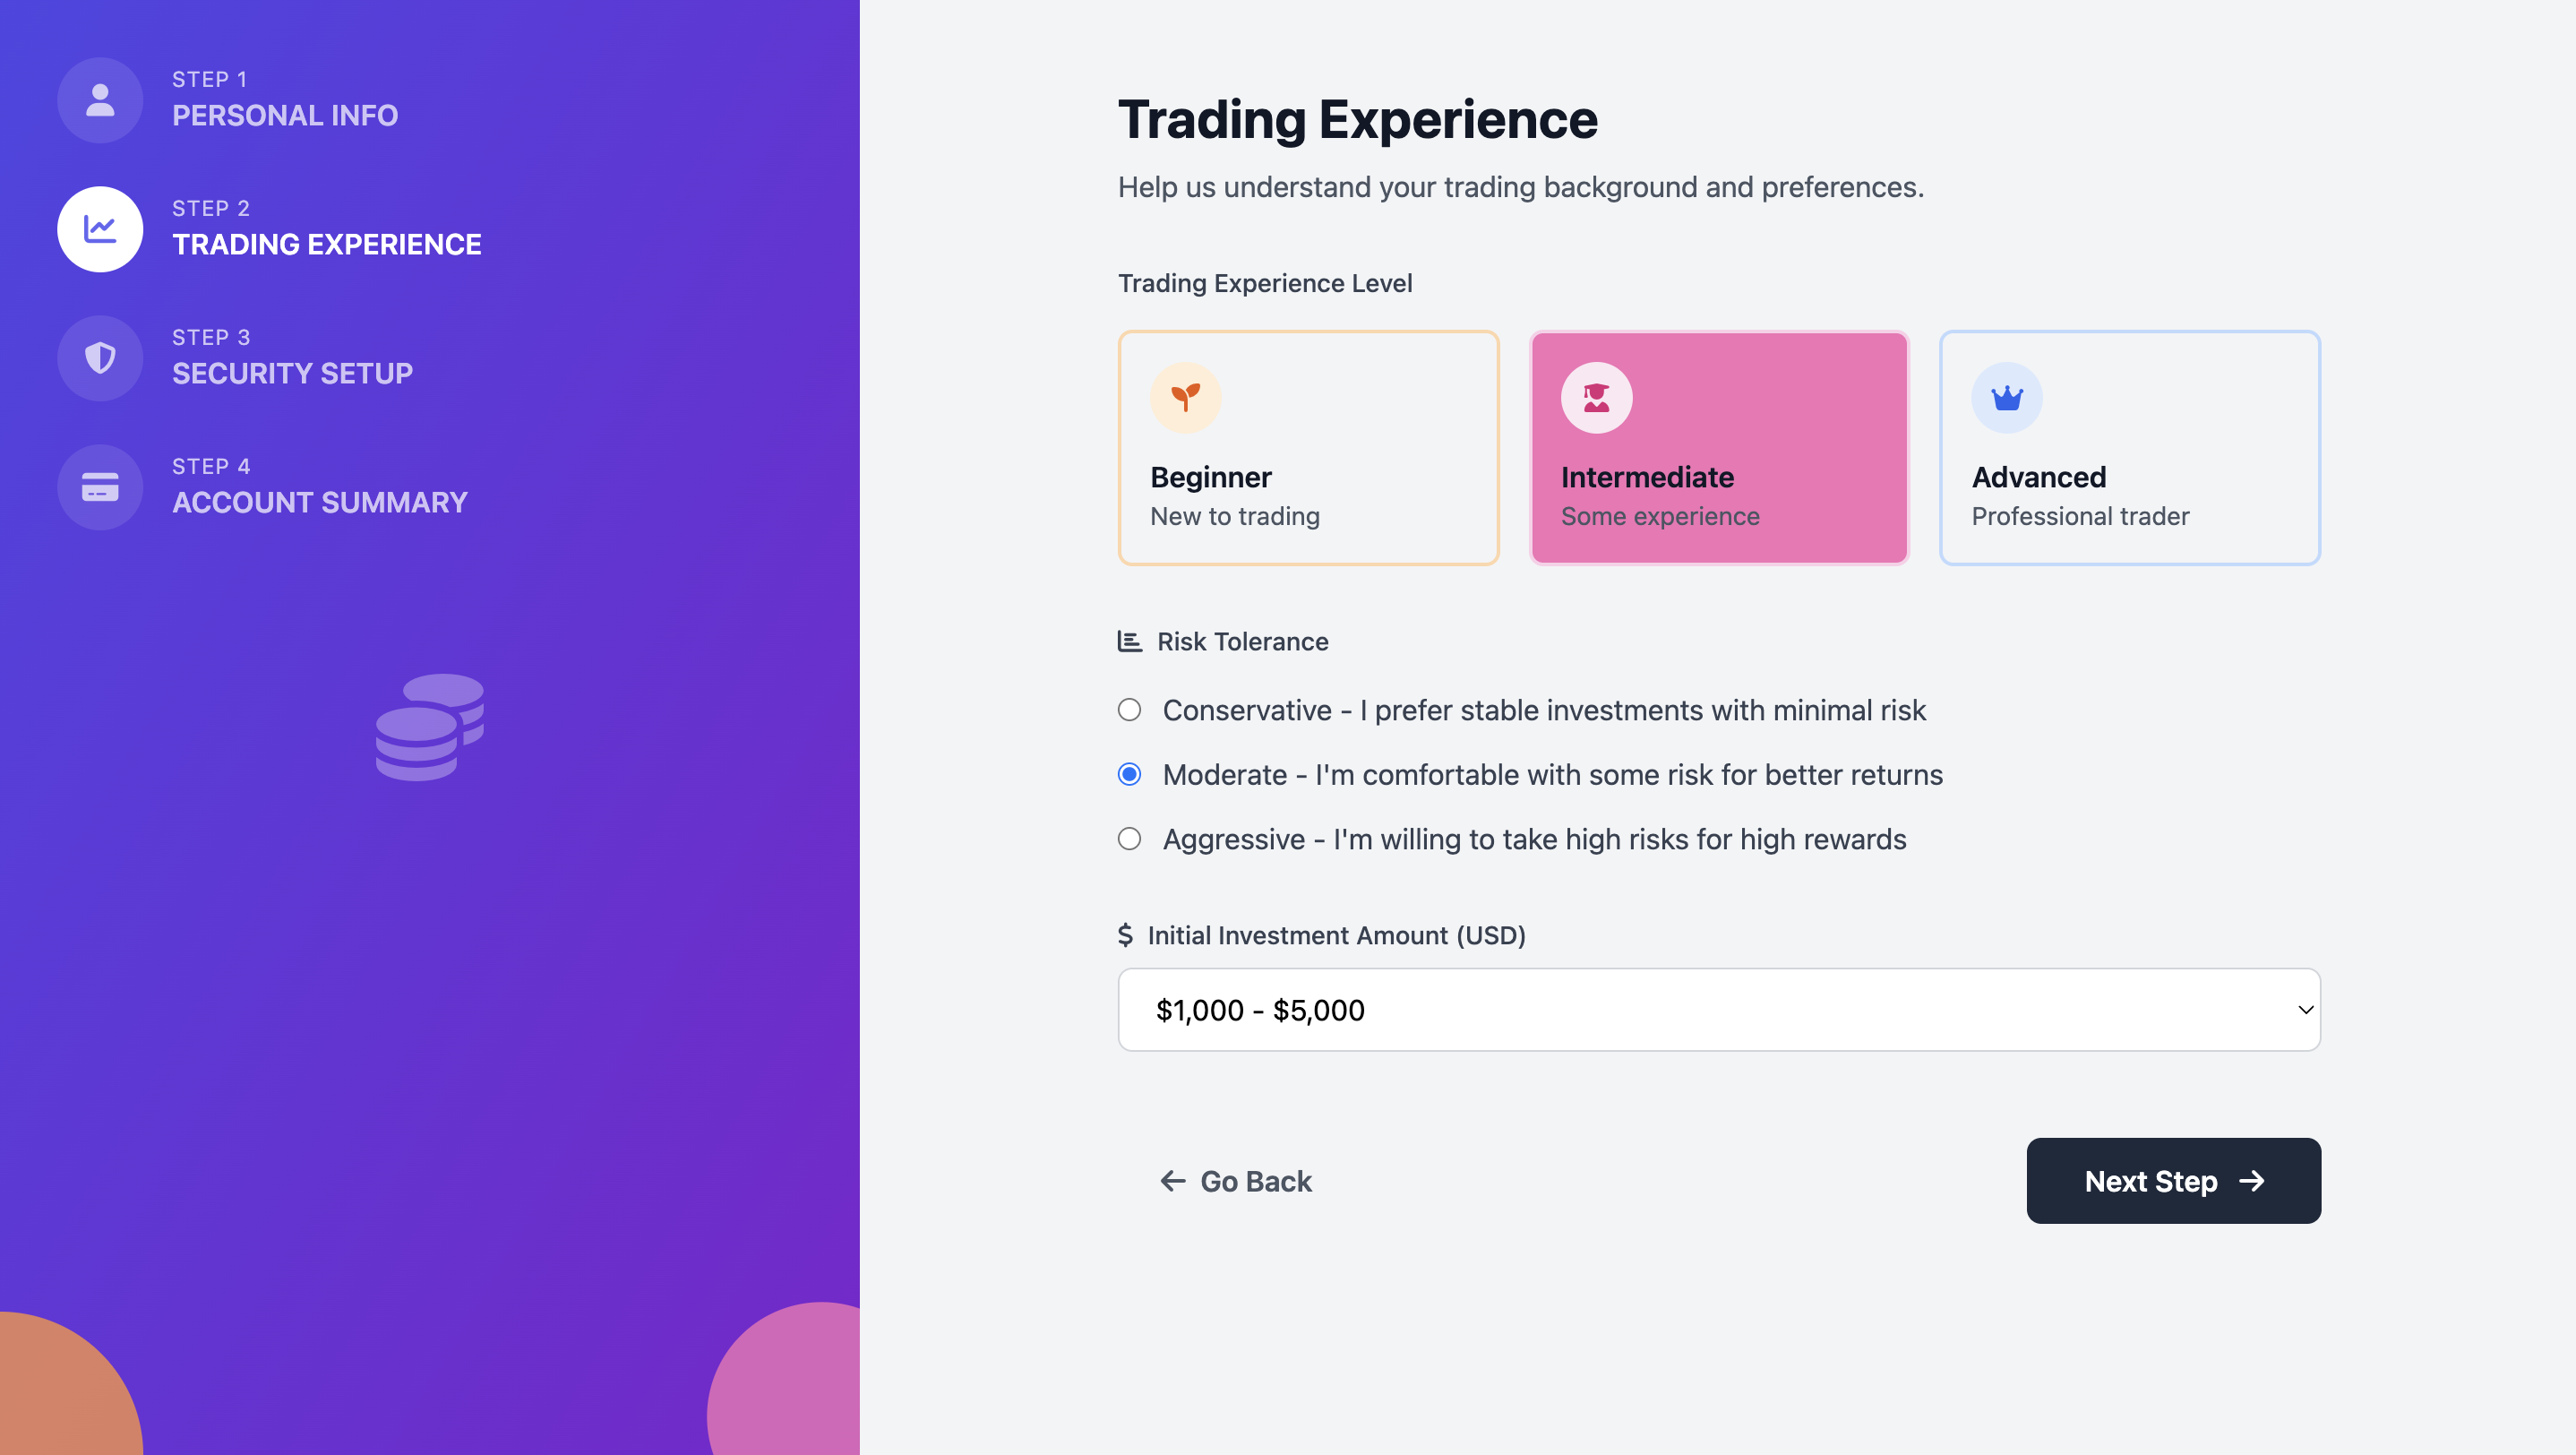 STEP 1
PERSONAL INFO
STEP 2
TRADING EXPERIENCE
STEP 3
SECURITY SETUP
STEP 4
ACCOUNT SUMMARY
Trading Experience
Help us understand your trading background and preferences.
Trading Experience Level
Beginner
New to trading
Intermediate
Some experience
Advanced
Professional trader
Risk Tolerance
Conservative - I prefer stable investments with minimal risk
Moderate - I'm comfortable with some risk for better returns
Aggressive - I'm willing to take high risks for high rewards
$ Initial Investment Amount (USD)
$1,000 - $5,000
← Go Back
Next Step →